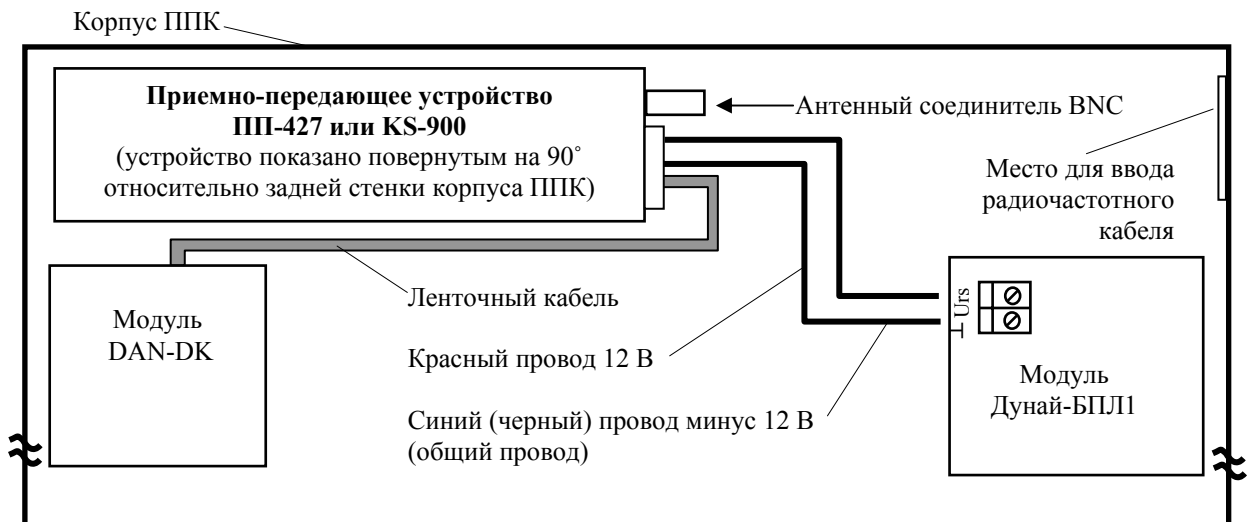 Корпус ППК
Приемно-передающее устройство
ПП-427 или KS-900
(устройство показано повернутым на 90˚
относительно задней стенки корпуса ППК)
Антенный соединитель BNC
Место для ввода
радиочастотного
кабеля
Модуль
DAN-DK
Ленточный кабель
Красный провод 12 В
Синий (черный) провод минус 12 В
(общий провод)
⊥ Urs
Модуль
Дунай-БПЛ1